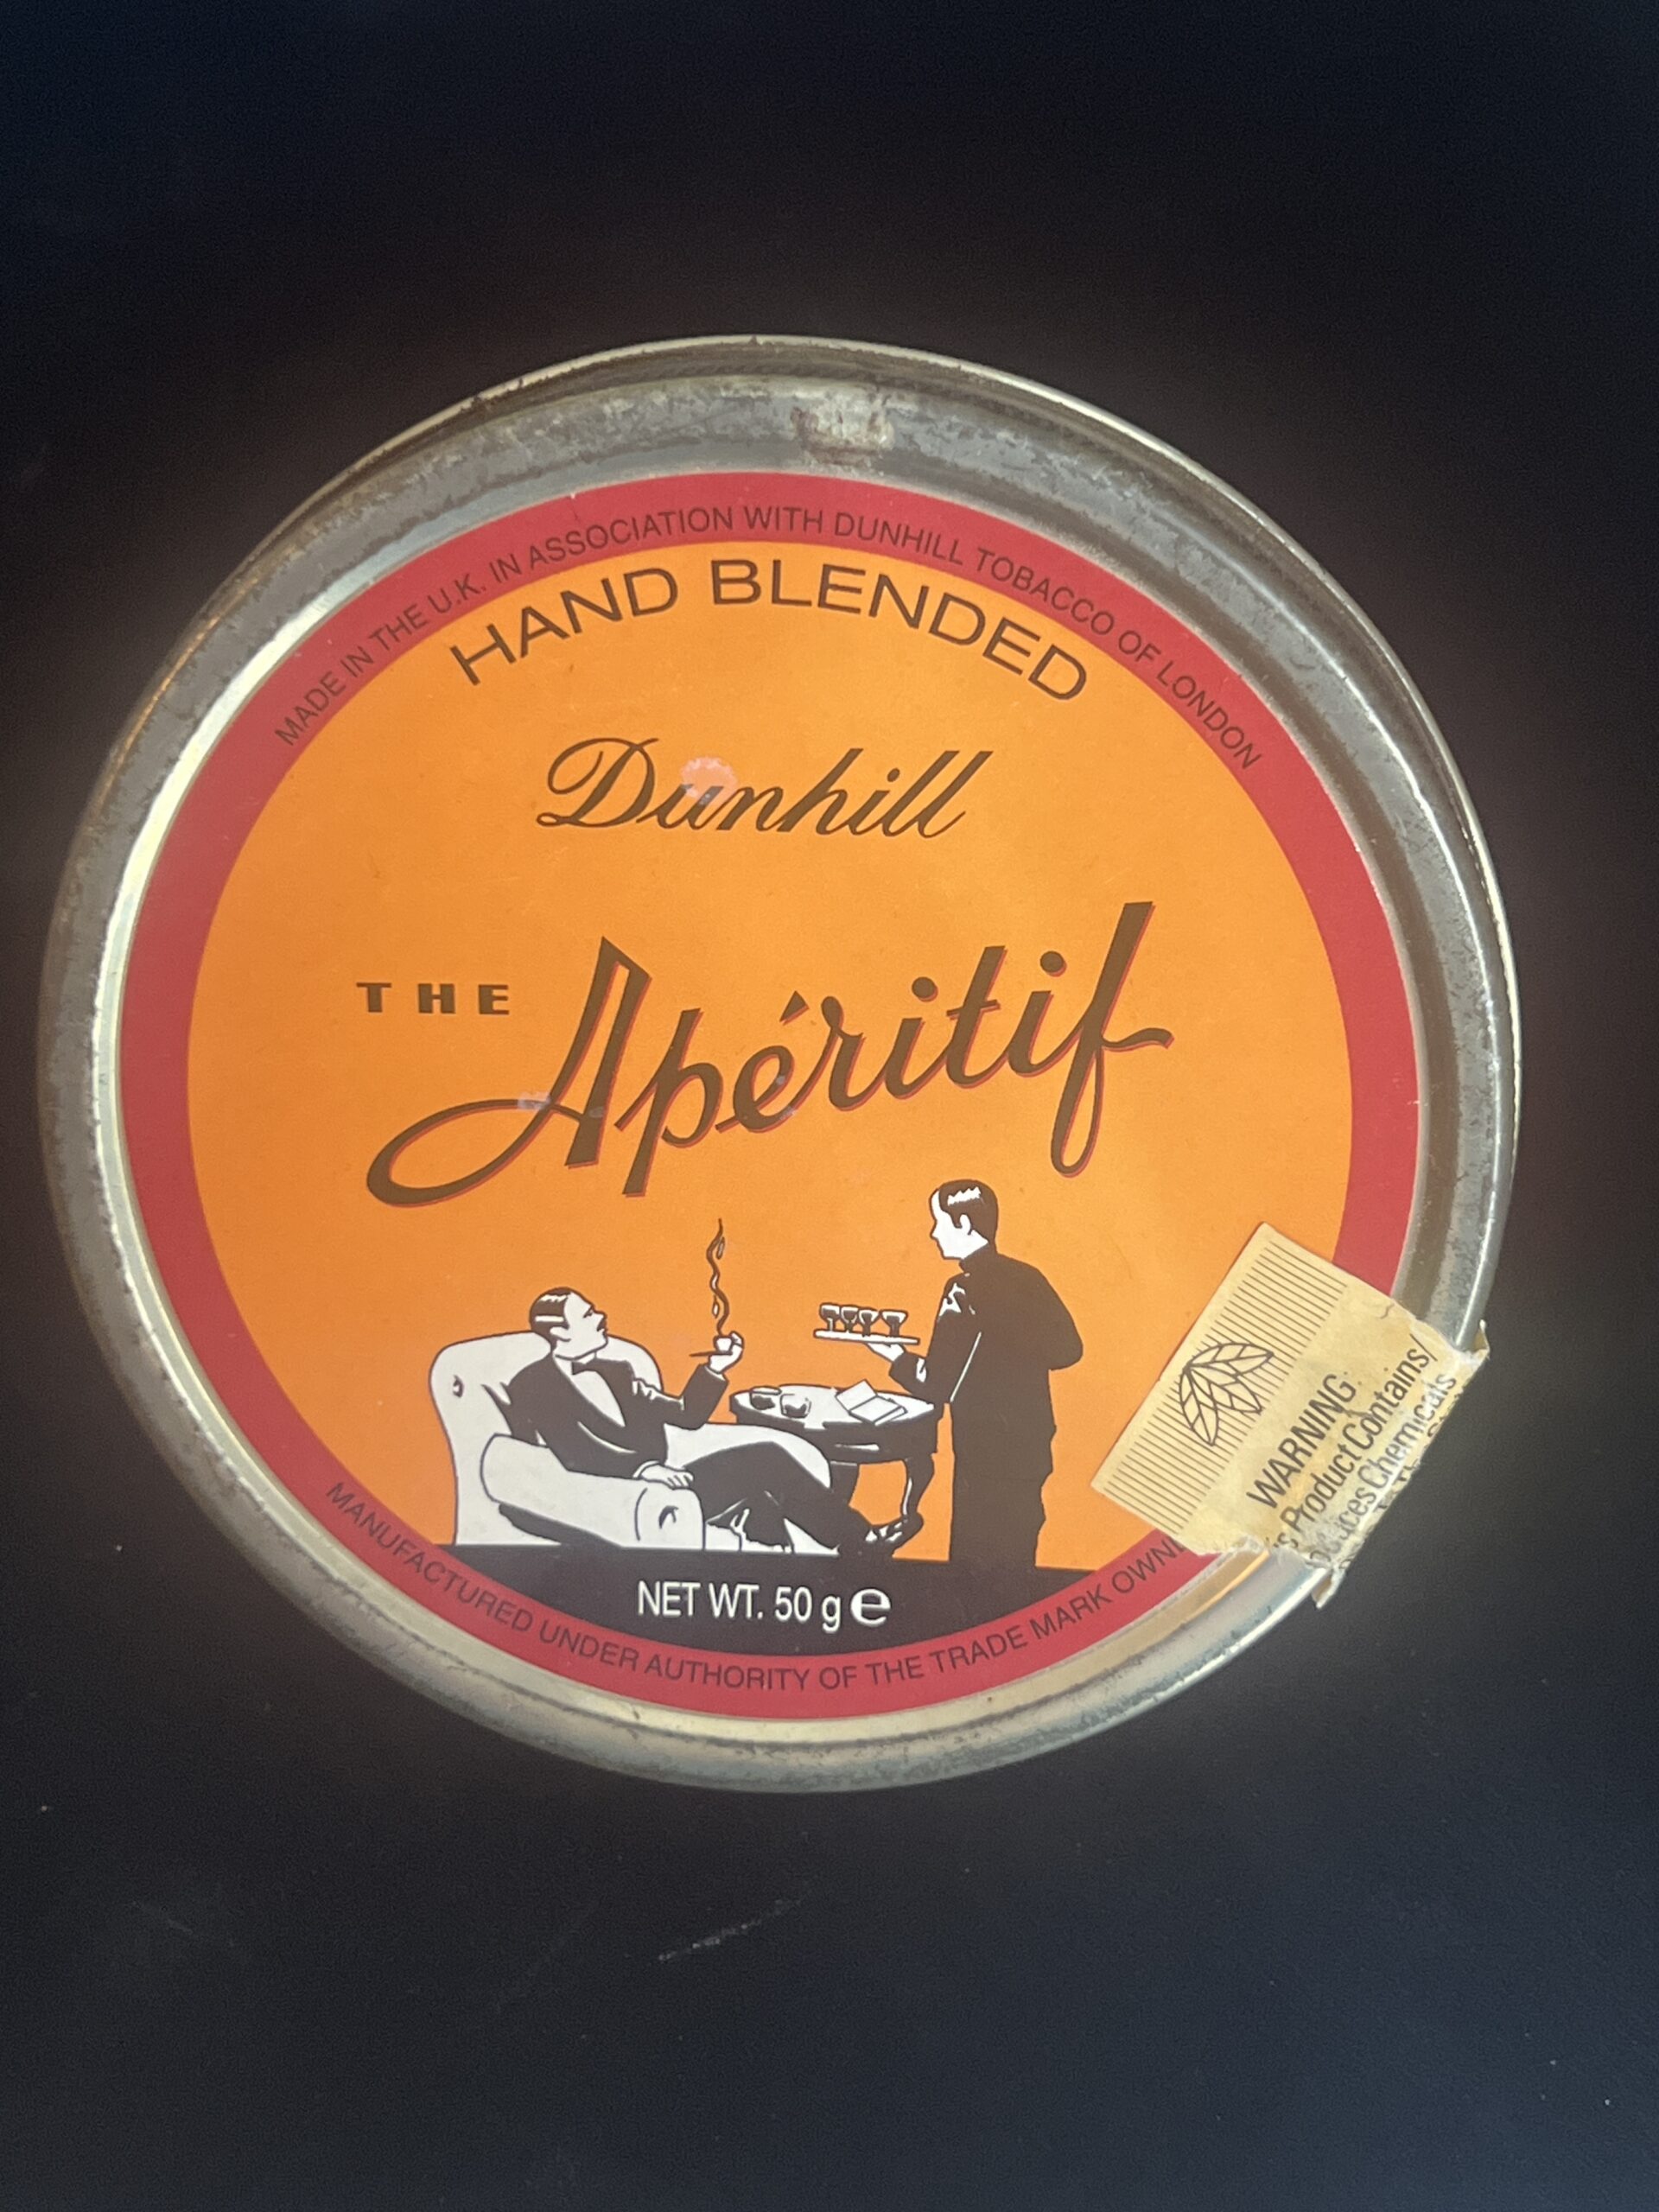 MADE IN THE U.K. IN ASSOCIATION WITH DUNHILL TOBACCO OF LONDON
HAND BLENDED
Dunhill
THE Apéritif
WARNING:
Product Contains/
Chemicals
NET WT. 50 g e
MANUFACTURED UNDER AUTHORITY OF THE TRADE MARK